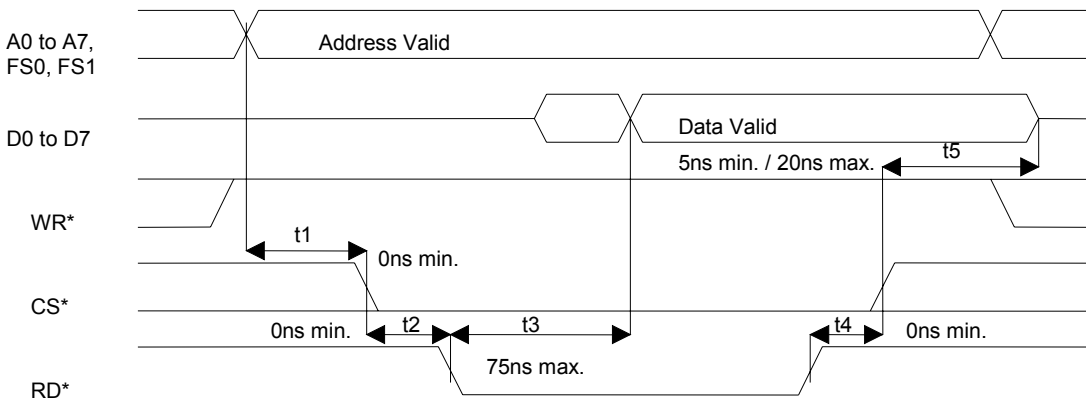 A0 to A7,
FS0, FS1
Address Valid
D0 to D7
Data Valid
5ns min. / 20ns max.
t5
WR*
t1
0ns min.
CS*
0ns min.
t2
t3
t4
0ns min.
75ns max.
RD*